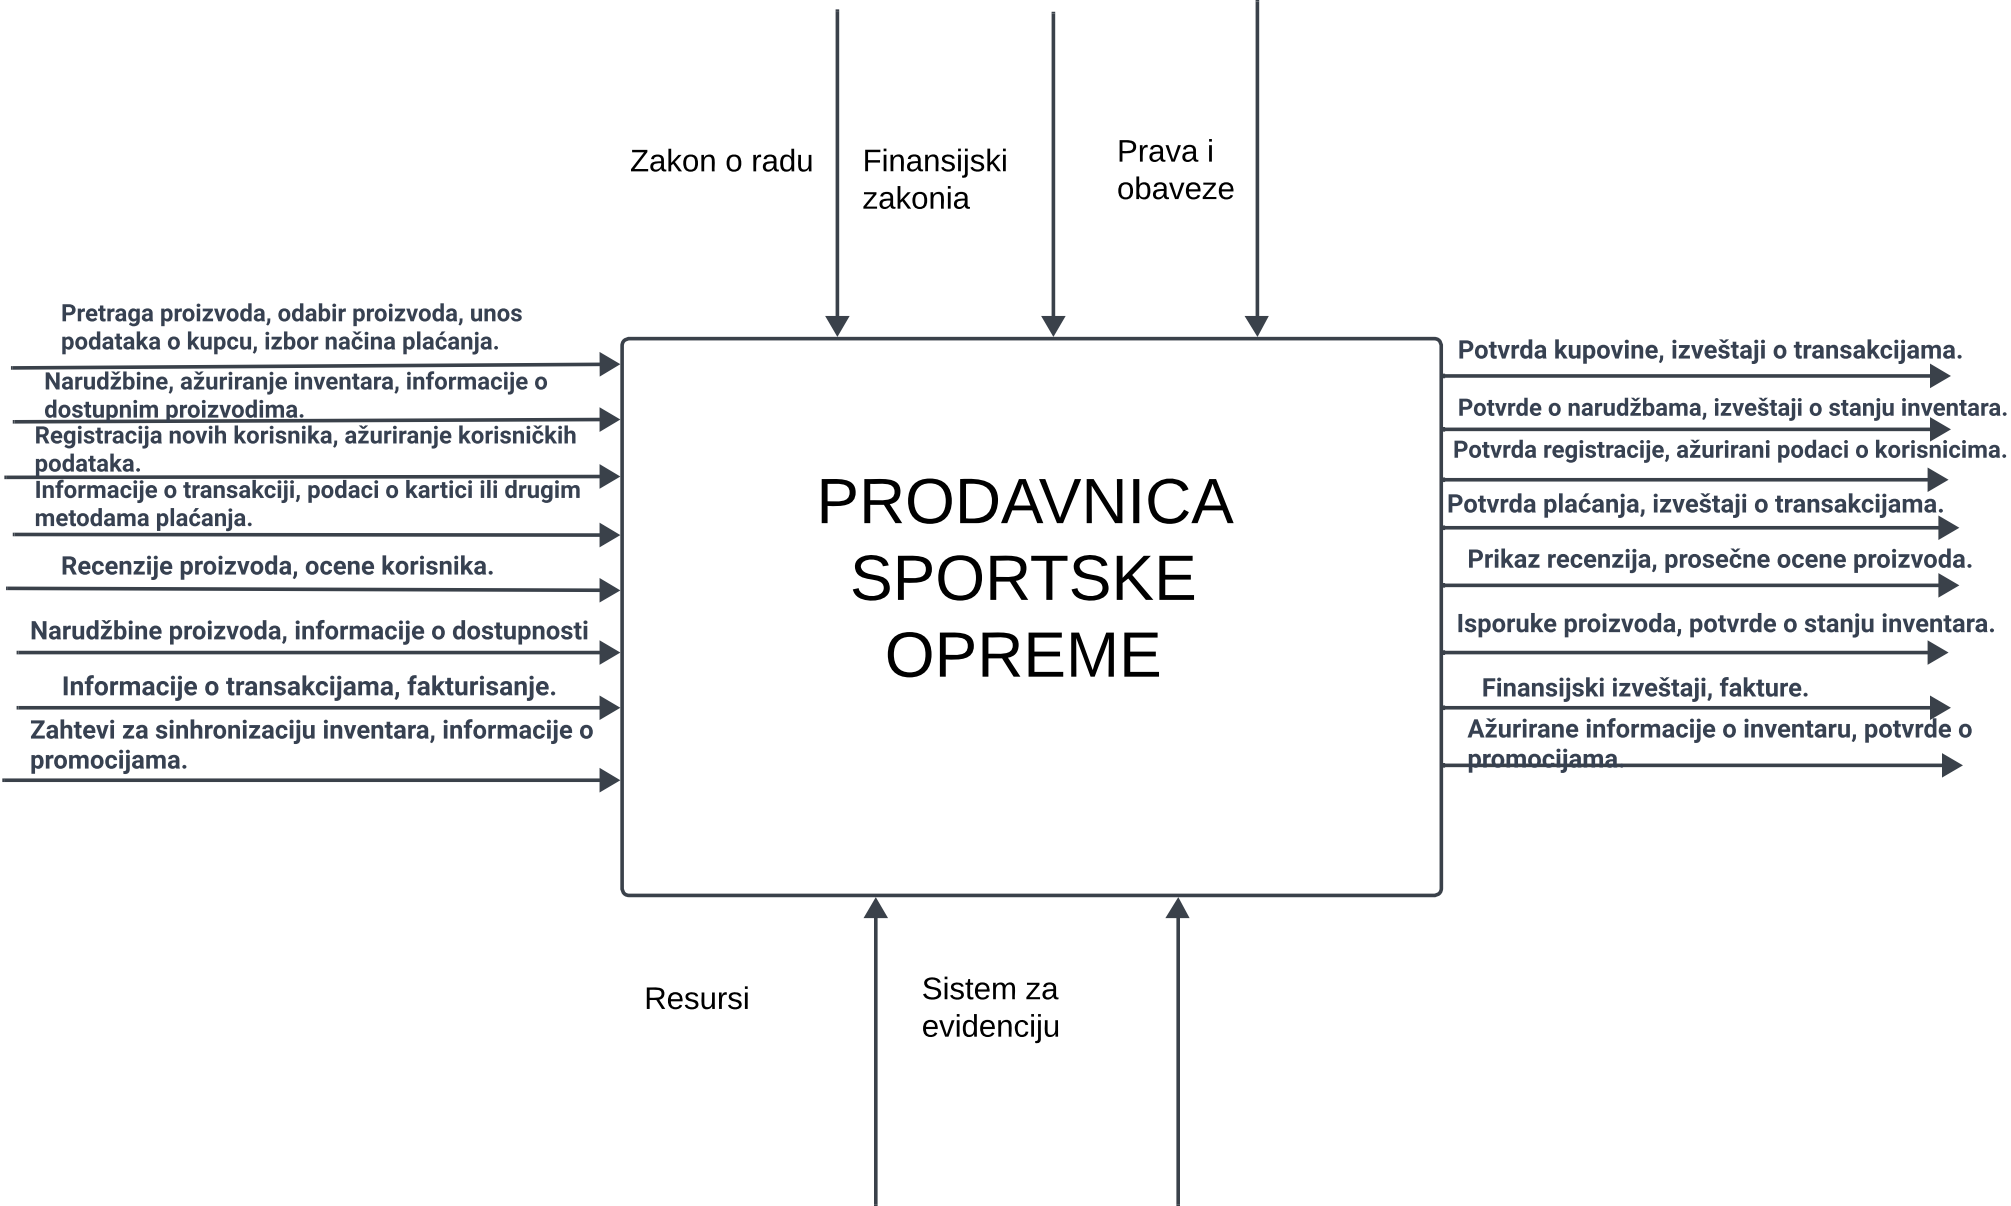 Zakon o radu
Finansijski
zakonia
Prava i
obaveze
Pretraga proizvoda, odabir proizvoda, unos
podataka o kupcu, izbor načina plaćanja.
Narudžbine, ažuriranje inventara, informacije o
dostupnim proizvodima.
Registracija novih korisnika, ažuriranje korisničkih
podataka.
Informacije o transakciji, podaci o kartici ili drugim
metodama plaćanja.
Recenzije proizvoda, ocene korisnika.
Narudžbine proizvoda, informacije o dostupnosti
Informacije o transakcijama, fakturisanje.
Zahtevi za sinhronizaciju inventara, informacije o
promocijama.
PRODAVNICA
SPORTSKE
OPREME
Potvrda kupovine, izveštaji o transakcijama.
Potvrde o narudžbama, izveštaji o stanju inventara.
Potvrda registracije, ažurirani podaci o korisnicima.
Potvrda plaćanja, izveštaji o transakcijama.
Prikaz recenzija, prosečne ocene proizvoda.
Isporuke proizvoda, potvrde o stanju inventara.
Finansijski izveštaji, fakture.
Ažurirane informacije o inventaru, potvrde o
promocijama.
Resursi
Sistem za
evidenciju